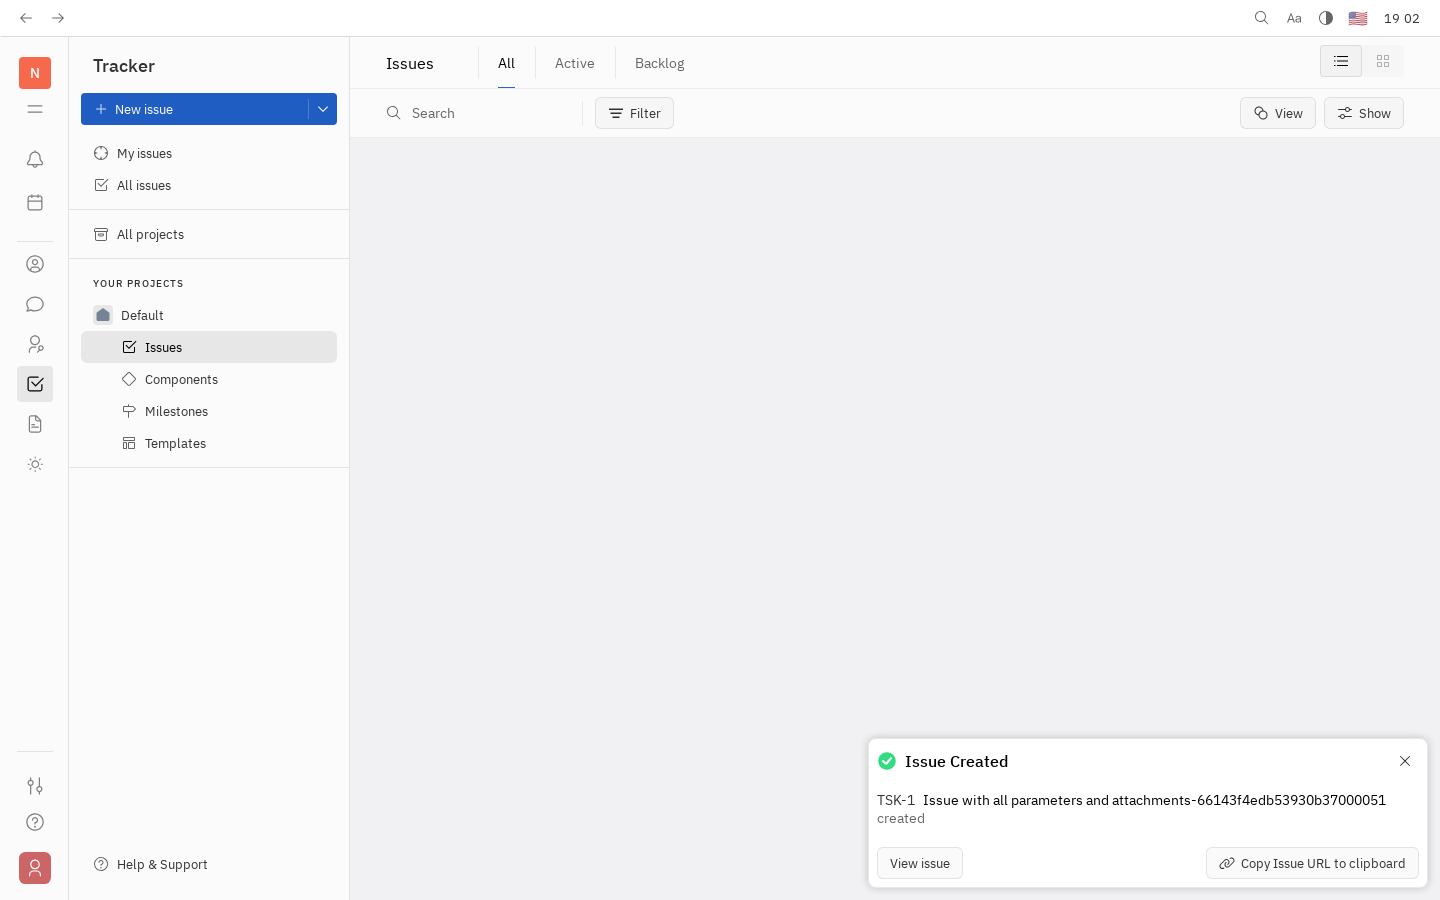 Aa
19 02
N
Tracker
New issue
My issues
All issues
All projects
YOUR PROJECTS
Default
Issues
Components
Milestones
Templates
Help & Support
Issues
All
Active
Backlog
Search
Filter
View
Show
Issue Created
TSK-1 Issue with all parameters and attachments-66143f4edb53930b37000051
created
View issue
Copy Issue URL to clipboard